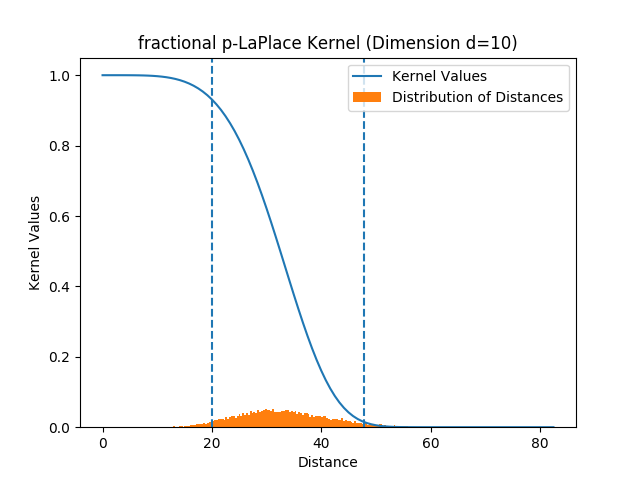 fractional p-LaPlace Kernel (Dimension d=10)
Kernel Values
Distribution of Distances
1.0
0.8
0.6
0.4
0.2
0.0
Kernel Values
0 20 40 60 80
Distance